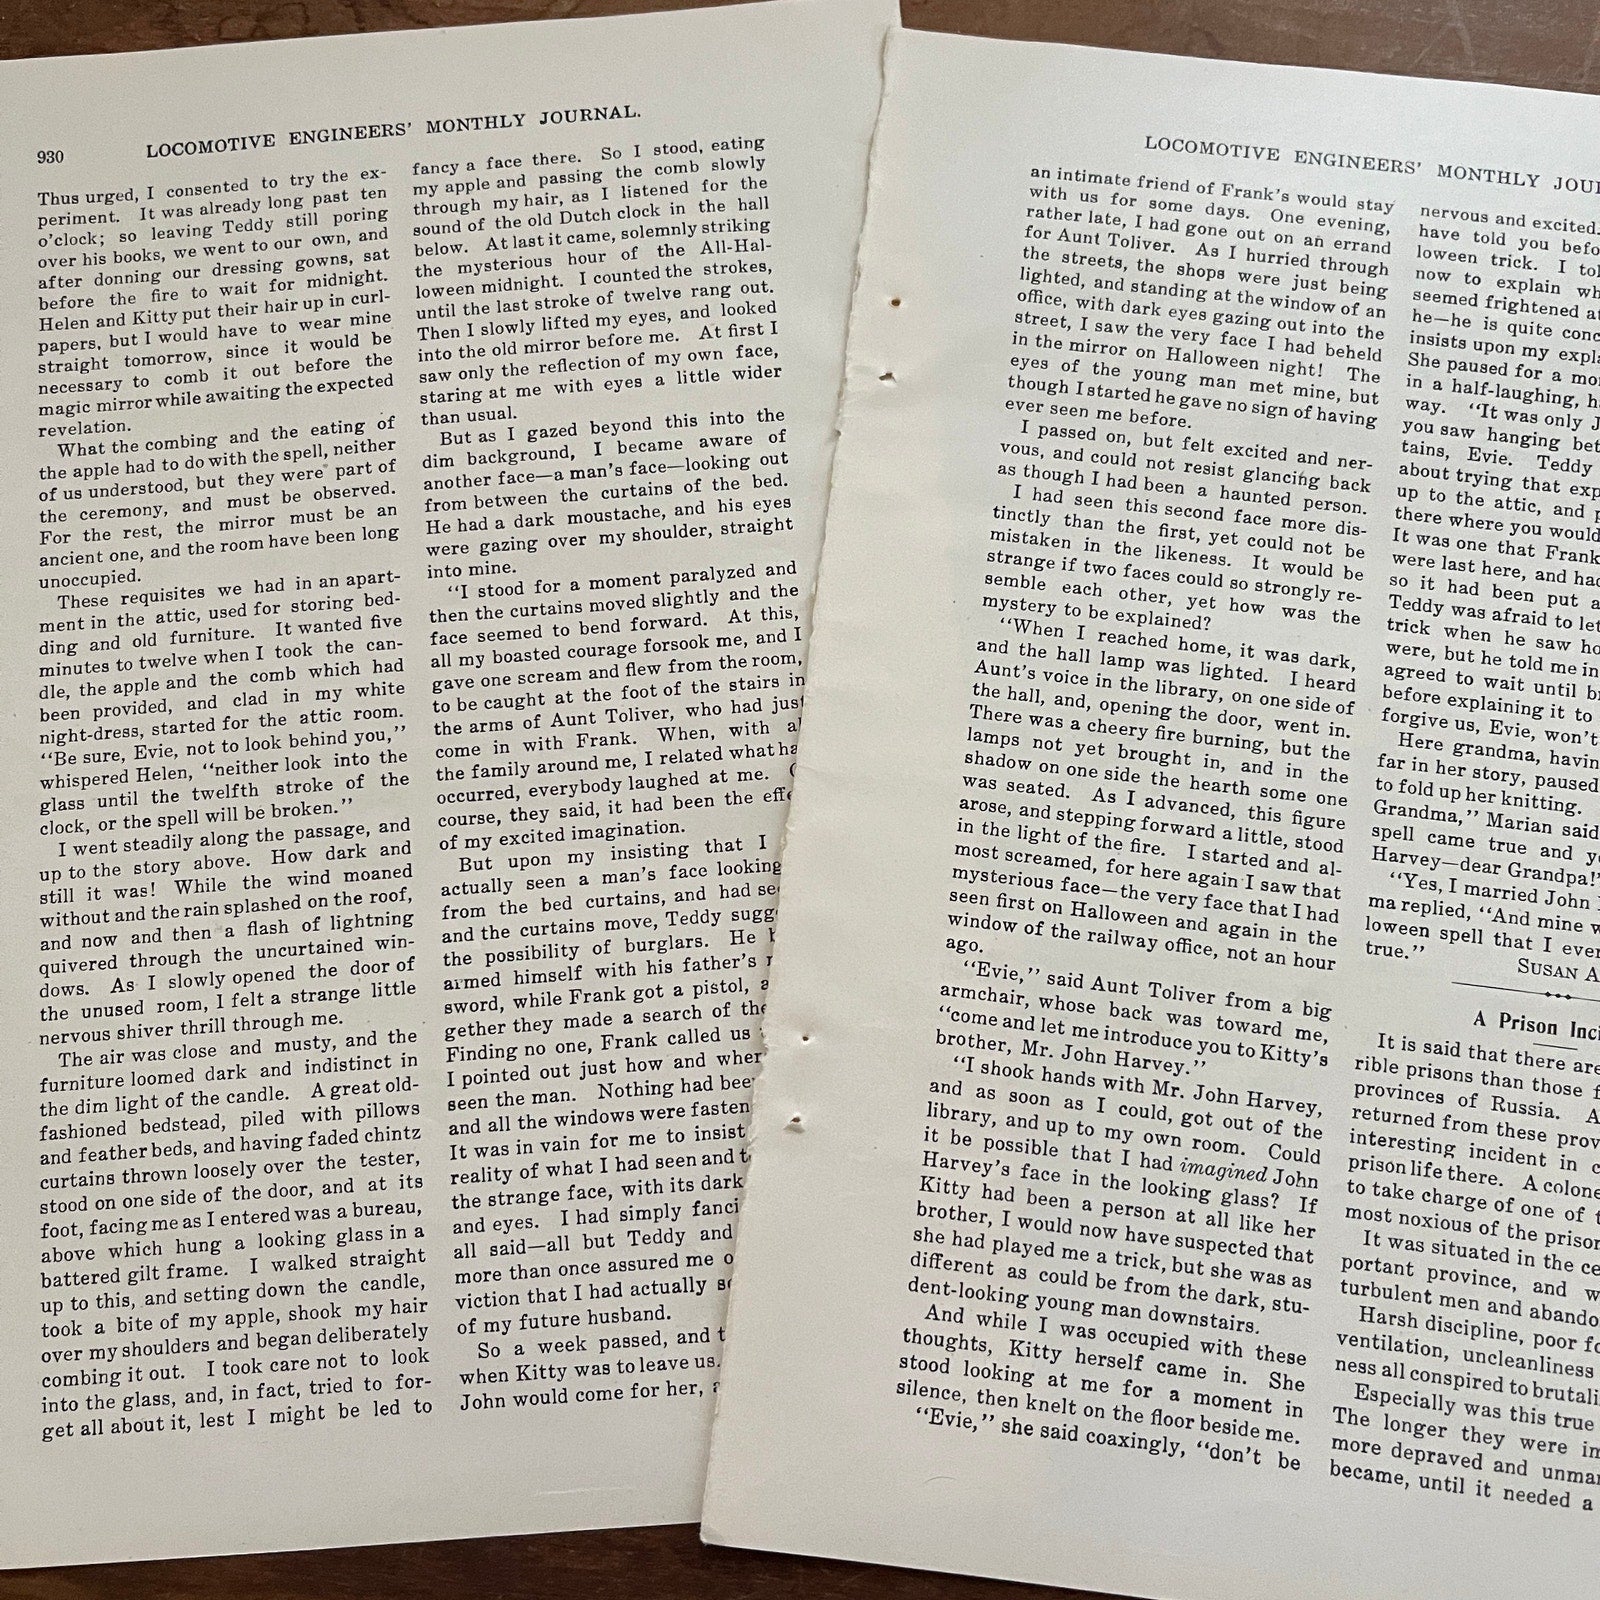 930
LOCOMOTIVE ENGINEERS' MONTHLY JOURNAL.
Thus urged, I consented to try the ex-
periment. It was already long past ten
o'clock; so leaving Teddy still poring
over his books, we went to our own, and
after donning our dressing gowns, sat
before the fire to wait for midnight.
Helen and Kitty put their hair up in curl-
papers, but I would have to wear mine
straight tomorrow, since it would be
necessary to comb it out before the
magic mirror while awaiting the expected
revelation.
What the combing and the eating of
the apple had to do with the spell, neither
of us understood, but they were part of
the ceremony, and must be observed.
For the rest, the mirror must be an
ancient one, and the room have been long
unoccupied.
These requisites we had in an apart-
ment in the attic, used for storing bed-
ding and old furniture. It wanted five
minutes to twelve when I took the can-
dle, the apple and the comb which had
been provided, and clad in my white
night-dress, started for the attic room.
"Be sure, Evie, not to look behind you,"
whispered Helen, "neither look into the
glass until the twelfth stroke of the
clock, or the spell will be broken."
I went steadily along the passage, and
up to the story above. How dark and
still it was! While the wind moaned
without and the rain splashed on the roof,
and now and then a flash of lightning
quivered through the uncurtained win-
dows. As I slowly opened the door of
the unused room, I felt a strange little
nervous shiver thrill through me.
The air was close and musty, and the
furniture loomed dark and indistinct in
the dim light of the candle. A great old-
fashioned bedstead, piled with pillows
and feather beds, and having faded chintz
curtains thrown loosely over the tester,
stood on one side of the door, and at its
foot, facing me as I entered was a bureau,
above which hung a looking glass in a
battered gilt frame. I walked straight
up to this, and setting down the candle,
took a bite of my apple, shook my hair
over my shoulders and began deliberately
combing it out. I took care not to look
into the glass, and, in fact, tried to for-
get all about it, lest I might be led to
fancy a face there. So I stood, eating
my apple and passing the comb slowly
through my hair, as I listened for the
sound of the old Dutch clock in the hall
below. At last it came, solemnly striking
the mysterious hour of the All-Hal-
loween midnight. I counted the strokes,
until the last stroke of twelve rang out.
Then I slowly lifted my eyes, and looked
into the old mirror before me. At first I
saw only the reflection of my own face,
staring at me with eyes a little wider
than usual.
But as I gazed beyond this into the
dim background, I became aware of
another face—a man's face—looking out
from between the curtains of the bed.
He had a dark moustache, and his eyes
were gazing over my shoulder, straight
into mine.
"I stood for a moment paralyzed and
then the curtains moved slightly and the
face seemed to bend forward. At this,
all my boasted courage forsook me, and I
gave one scream and flew from the room,
to be caught at the foot of the stairs in
the arms of Aunt Toliver, who had just
come in with Frank. When, with
the family around me, I related what
occurred, everybody laughed at me.
course, they said, it had been the
of my excited imagination.
But upon my insisting that I
actually seen a man's face looking
from the bed curtains, and had
and the curtains move, Teddy
the possibility of burglars. He
armed himself with his father's
sword, while Frank got a pistol,
gether they made a search of
Finding no one, Frank called us
I pointed out just how and
seen the man. Nothing had
and all the windows were
It was in vain for me to insist
reality of what I had seen and
the strange face, with its dark
and eyes. I had simply
all said—all but Teddy and
more than once assured me
viction that I had actually
of my future husband.
So a week passed, and
when Kitty was to leave us.
John would come for her,
LOCOMOTIVE ENGINEERS' MONTHLY
an intimate friend of Frank's would stay
with us for some days. One evening,
rather late, I had gone out on an errand
for Aunt Toliver. As I hurried through
the streets, the shops were just being
lighted, and standing at the window of an
office, with dark eyes gazing out into the
street, I saw the very face I had beheld
in the mirror on Halloween night! The
eyes of the young man met mine, but
though I started he gave no sign of having
ever seen me before.
I passed on, but felt excited and ner-
vous, and could not resist glancing back
as though I had been a haunted person.
I had seen this second face more dis-
tinctly than the first, yet could not be
mistaken in the likeness. It would be
strange if two faces could so strongly re-
semble each other, yet how was the
mystery to be explained?
"When I reached home, it was dark,
and the hall lamp was lighted. I heard
Aunt's voice in the library, on one side of
the hall, and, opening the door, went in.
There was a cheery fire burning, but the
lamps not yet brought in, and in the
shadow on one side the hearth some one
was seated. As I advanced, this figure
arose, and stepping forward a little, stood
in the light of the fire. I started and al-
most screamed, for here again I saw that
mysterious face—the very face that I had
seen first on Halloween and again in the
window of the railway office, not an hour
ago.
"Evie," said Aunt Toliver from a big
armchair, whose back was toward me,
"come and let me introduce you to Kitty's
brother, Mr. John Harvey."
"I shook hands with Mr. John Harvey,
and as soon as I could, got out of the
library, and up to my own room. Could
it be possible that I had imagined John
Harvey's face in the looking glass? If
Kitty had been a person at all like her
brother, I would now have suspected that
she had played me a trick, but she was as
different as could be from the dark, stu-
dent-looking young man downstairs.
And while I was occupied with these
thoughts, Kitty herself came in. She
stood looking at me for a moment in
silence, then knelt on the floor beside me.
"Evie," she said coaxingly, "don't be
nervous and excited.
have told you
loween trick. I
now to explain
seemed frightened
he—he is quite
insists upon my
She paused for a
in a half-laughing,
way. "It was only
you saw hanging
tains, Evie. Teddy
about trying that
up to the attic, and
there where you would
It was one that Frank
were last here, and
so it had been put
Teddy was afraid to
trick when he saw
were, but he told me
agreed to wait until
before explaining it to
forgive us, Evie, won't
Here grandma,
far in her story, paused
to fold up her knitting.
Grandma," Marian said
spell came true and
Harvey—dear Grandpa!"
"Yes, I married John
ma replied, "And mine
loween spell that I
true."
SUSAN
A Prison
It is said that there are
rible prisons than those
provinces of Russia.
returned from these
interesting incident in
prison life there. A
to take charge of one of
most noxious of the
It was situated in the
portant province, and
turbulent men and
Harsh discipline, poor
ventilation, uncleanliness
ness all conspired to
Especially was this true
The longer they were
more depraved and
became, until it needed a